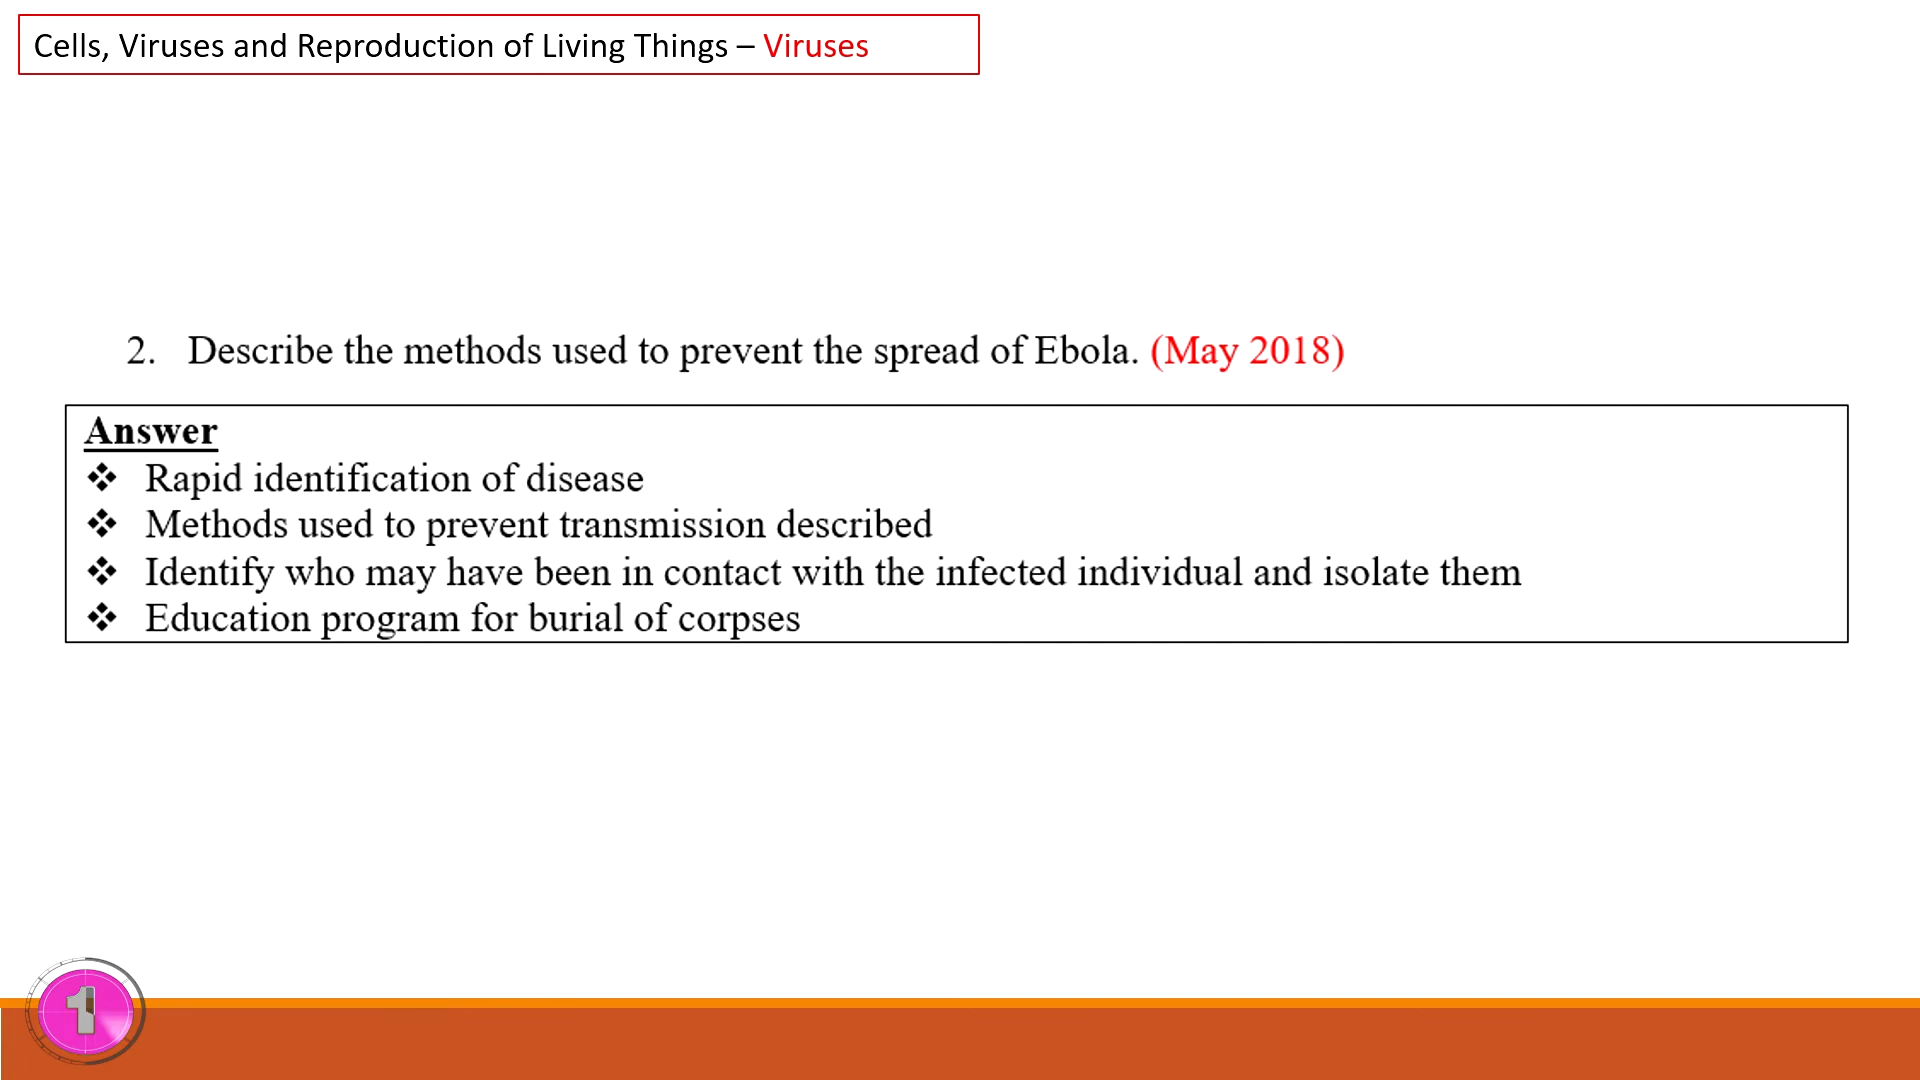 Cells, Viruses and Reproduction of Living Things – Viruses
2. Describe the methods used to prevent the spread of Ebola. (May 2018)
Answer
❖ Rapid identification of disease
❖ Methods used to prevent transmission described
❖ Identify who may have been in contact with the infected individual and isolate them
❖ Education program for burial of corpses
1